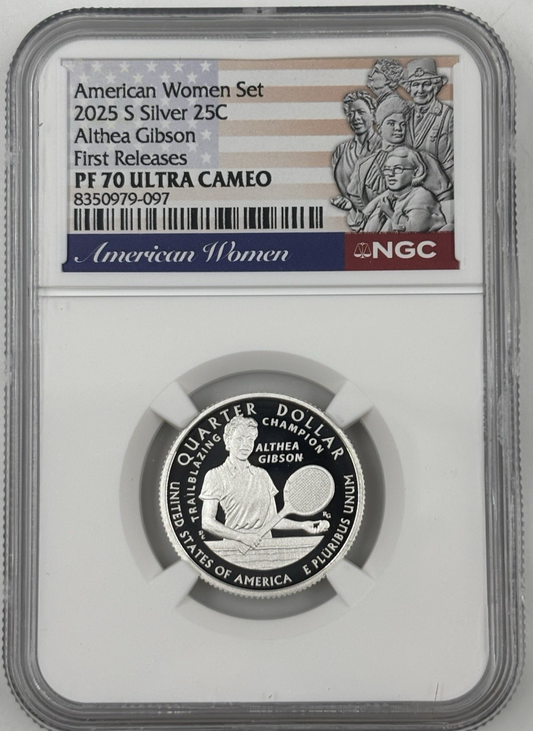 American Women Set
2025 S Silver 25C
Althea Gibson
First Releases
PF 70 ULTRA CAMEO
8350979-097
American Women
NGC
QUARTER DOLLAR
TRAILBLAZING CHAMPION
ALTHEA
GIBSON
UNITED STATES OF AMERICA
E PLURIBUS UNUM